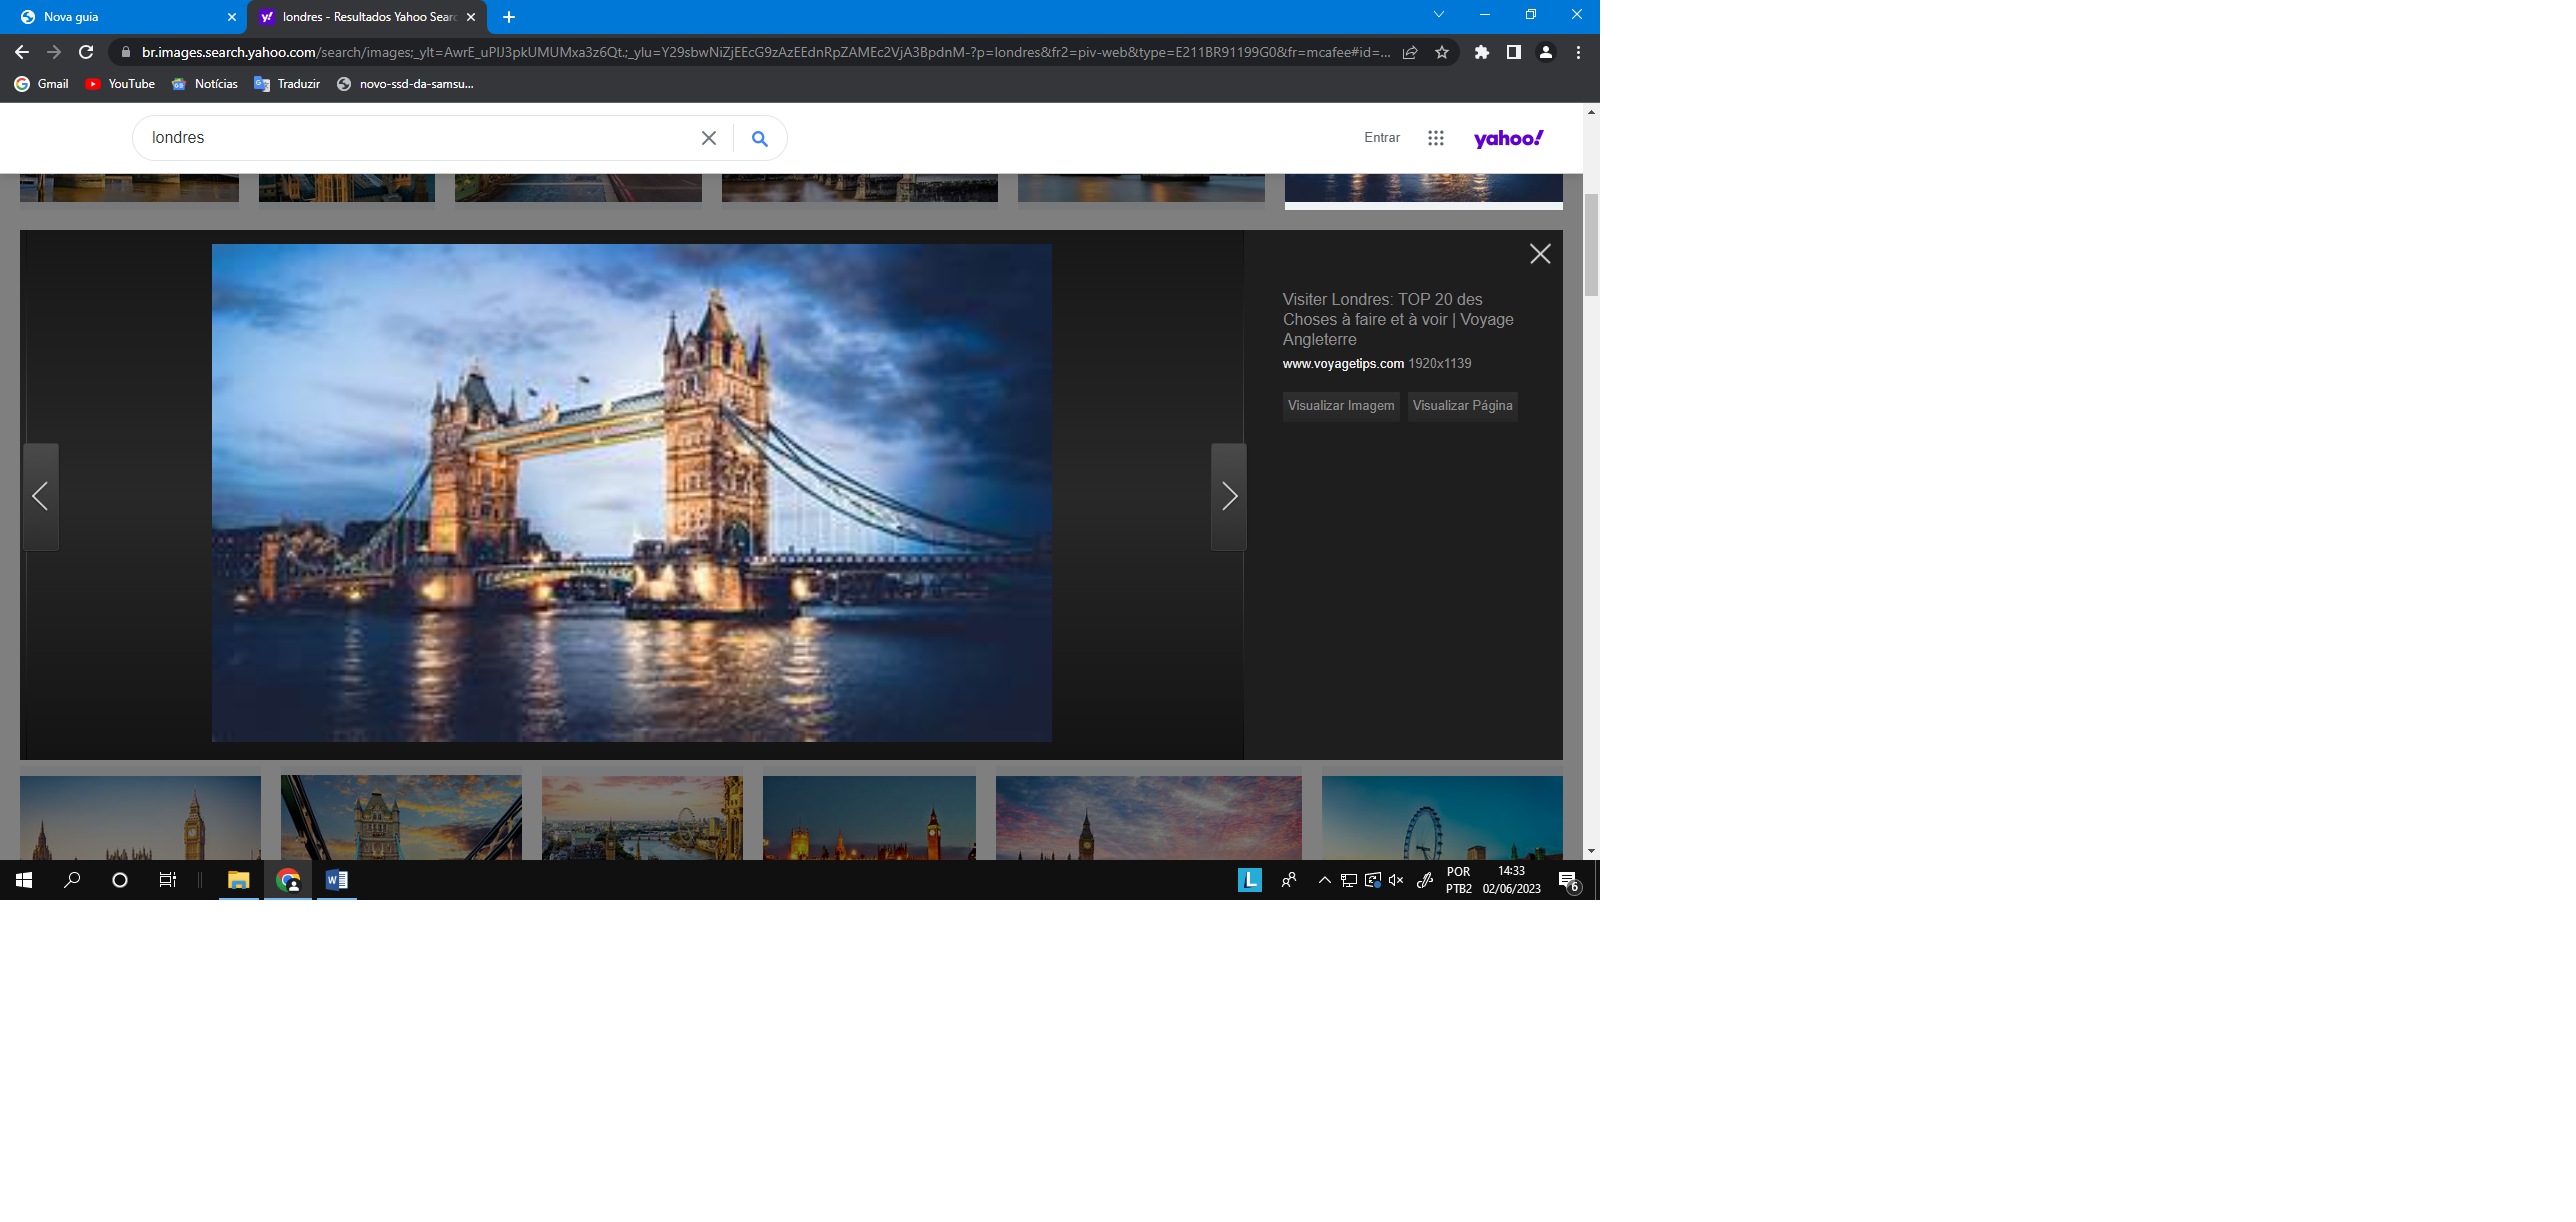 Nova guia
londres - Resultados Yahoo Searc
br.images.search.yahoo.com/search/images;_ylt=AwrE_uPIJ3pkUMUMxa3z6Qt.;_ylu=Y29sbwNiZjEEcG9zAzEEdnRpZAMEc2VjA3BpdnM-?p=londres&fr2=piv-web&type=E211BR91199G0&fr=mcafee#id=...
Gmail
YouTube
Notícias
Traduzir
novo-ssd-da-samsu...
londres
Entrar
yahoo!
Visiter Londres: TOP 20 des
Choses à faire et à voir | Voyage
Angleterre
www.voyagetips.com 1920x1139
Visualizar Imagem
Visualizar Página
POR
PTB2
14:33
02/06/2023
6